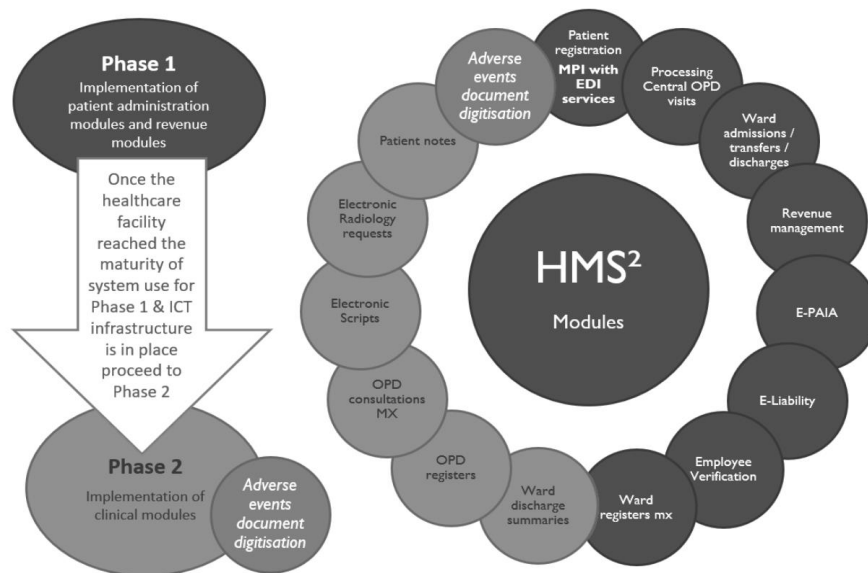 Phase 1
Implementation of
patient administration
modules and revenue
modules
Once the
healthcare
facility
reached the
maturity of
system use for
Phase 1 & ICT
infrastructure
is in place
proceed to
Phase 2
Phase 2
Implementation of
clinical modules
Adverse
events
document
digitisation
HMS²
Modules
Patient
registration
MPI with
EDI
services
Processing
Central OPD
visits
Ward
admissions /
transfers /
discharges
Revenue
management
E-PAIA
E-Liability
Employee
Verification
Ward
registers mx
Ward
discharge
summaries
OPD
registers
OPD
consultations
MX
Electronic
Scripts
Electronic
Radiology
requests
Patient notes
Adverse
events
document
digitisation